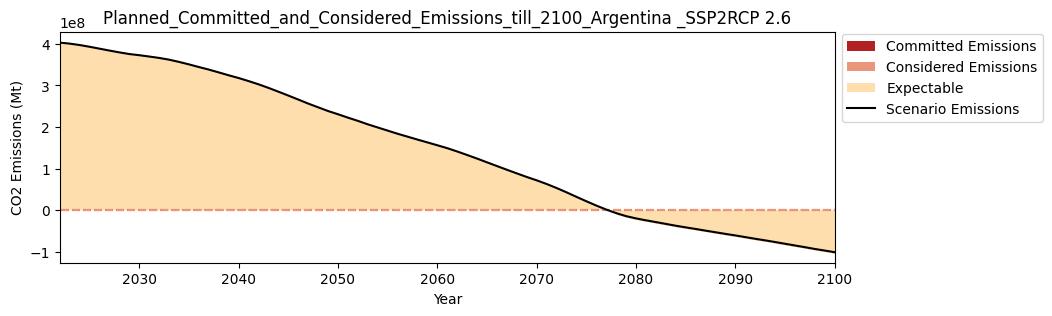 Planned_Committed_and_Considered_Emissions_till_2100_Argentina _SSP2RCP 2.6
1e8
4
3
2
1
0
−1
CO2 Emissions (Mt)
2030 2040 2050 2060 2070 2080 2090 2100
Year
Committed Emissions
Considered Emissions
Expectable
Scenario Emissions